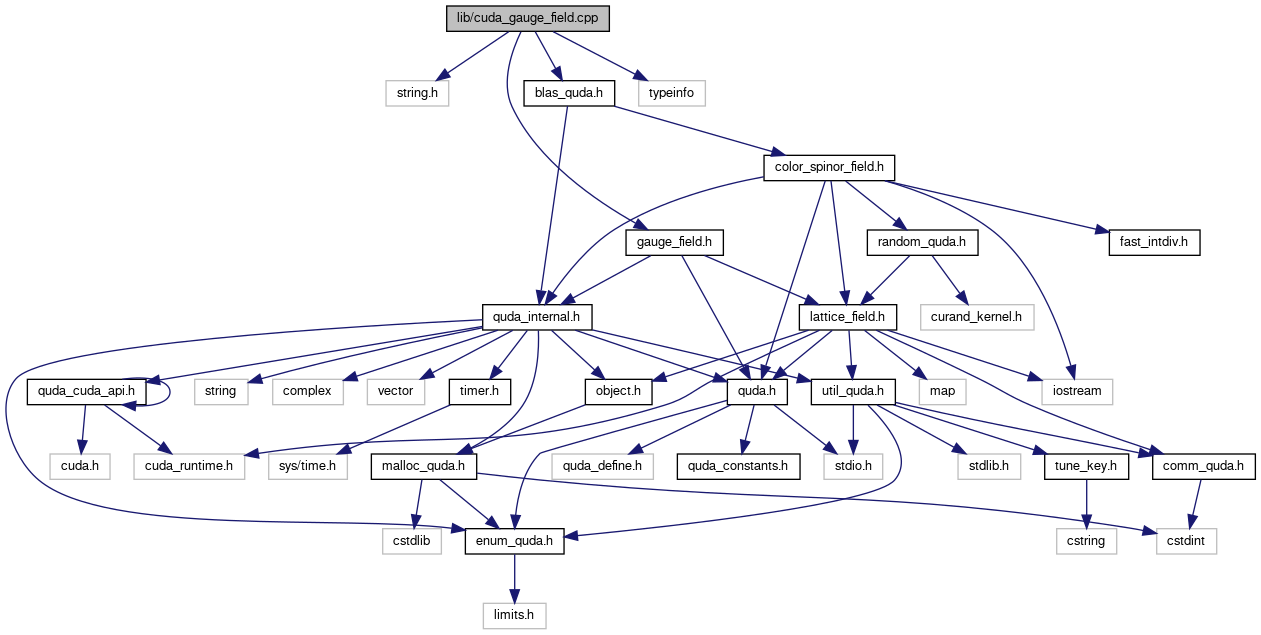 lib/cuda_gauge_field.cpp
string.h
blas_quda.h
typeinfo
color_spinor_field.h
gauge_field.h
random_quda.h
fast_intdiv.h
quda_internal.h
lattice_field.h
curand_kernel.h
quda_cuda_api.h
string
complex
vector
timer.h
object.h
quda.h
util_quda.h
map
iostream
cuda.h
cuda_runtime.h
sys/time.h
malloc_quda.h
quda_define.h
quda_constants.h
stdio.h
stdlib.h
tune_key.h
comm_quda.h
cstdlib
enum_quda.h
cstring
cstdint
limits.h